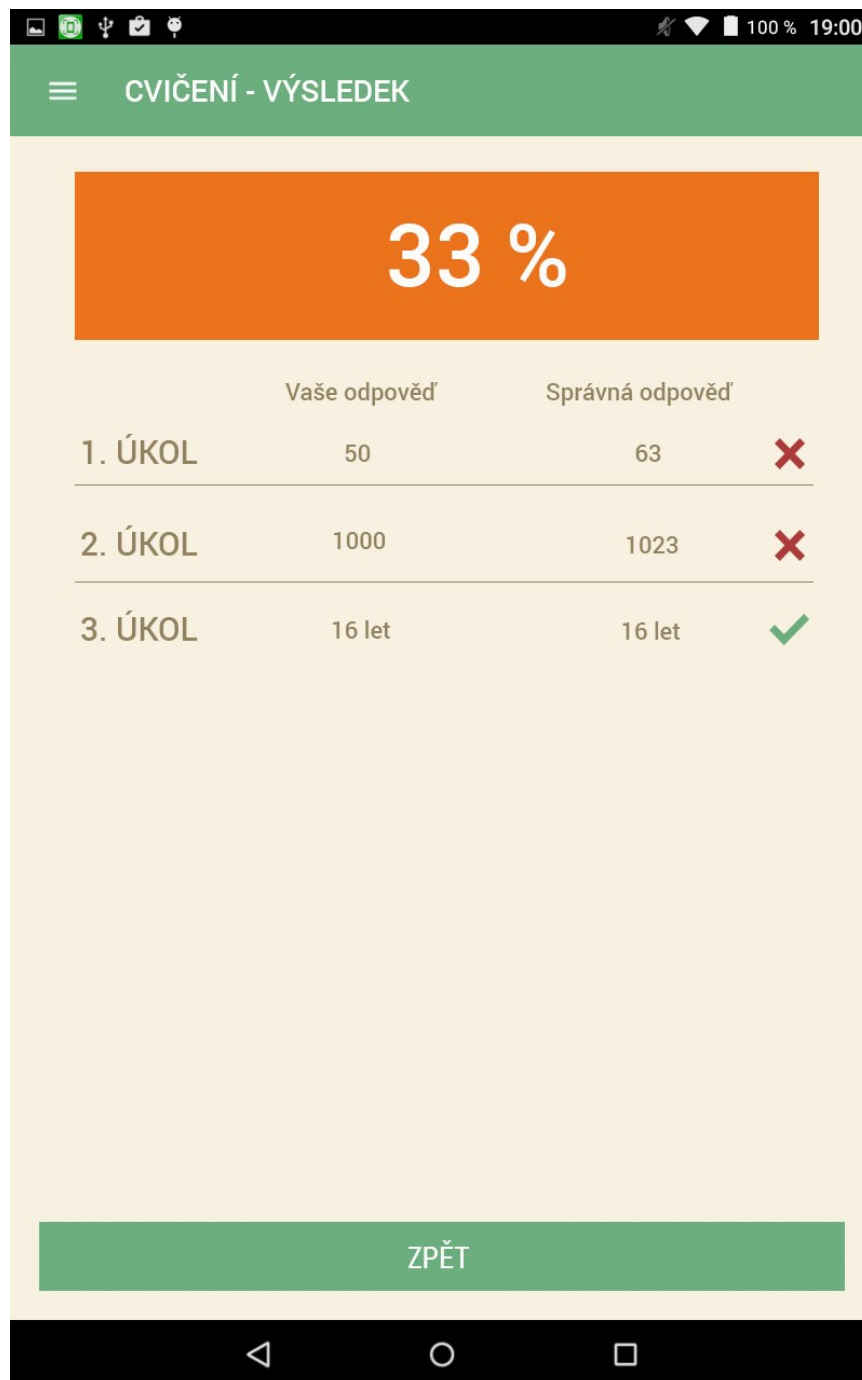 100 % 19:00
CVIČENÍ - VÝSLEDEK
33 %
Vaše odpověď Správná odpověď
1. ÚKOL 50 63
2. ÚKOL 1000 1023
3. ÚKOL 16 let 16 let
ZPĚT